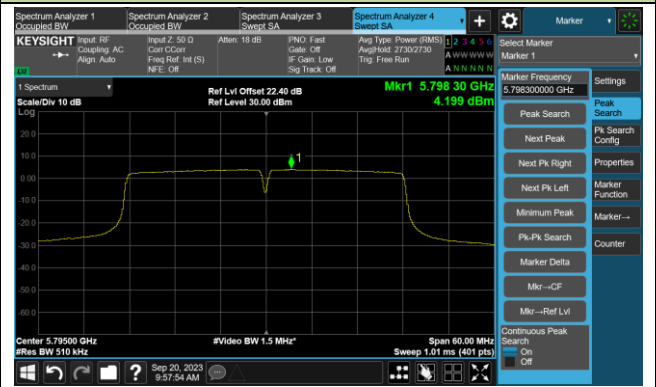 Spectrum Analyzer 1
Occupied BW
Spectrum Analyzer 2
Occupied BW
Spectrum Analyzer 3
Swept SA
Spectrum Analyzer 4
Swept SA
Marker
KEYSIGHT
Input: RF
Coupling: AC
Align: Auto
Input Z: 50 Ω
Corr CCorr
Freq Ref: Int (S)
NFE: Off
Atten: 18 dB
PNO: Fast
Gate: Off
IF Gain: Low
Sig Track: Off
Avg Type: Power (RMS)
Avg|Hold: 2730/2730
Trig: Free Run
1 2 3 4 5 6
A W W W W W
A N N N N N
Select Marker
Marker 1
LXI
1 Spectrum
Scale/Div 10 dB
Log
Ref Lvl Offset 22.40 dB
Ref Level 30.00 dBm
Mkr1 5.798 30 GHz
4.199 dBm
20.0
10.0
0.00
-10.0
-20.0
-30.0
-40.0
-50.0
-60.0
1
Center 5.79500 GHz
#Res BW 510 kHz
#Video BW 1.5 MHz*
Span 60.00 MHz
Sweep 1.01 ms (401 pts)
Marker Frequency
5.798300000 GHz
Peak Search
Next Peak
Next Pk Right
Next Pk Left
Minimum Peak
Pk-Pk Search
Marker Delta
Mkr→CF
Mkr→Ref Lvl
Continuous Peak
Search
On
Off
Settings
Peak
Search
Pk Search
Config
Properties
Marker
Function
Marker→
Counter
Sep 20, 2023
9:57:54 AM